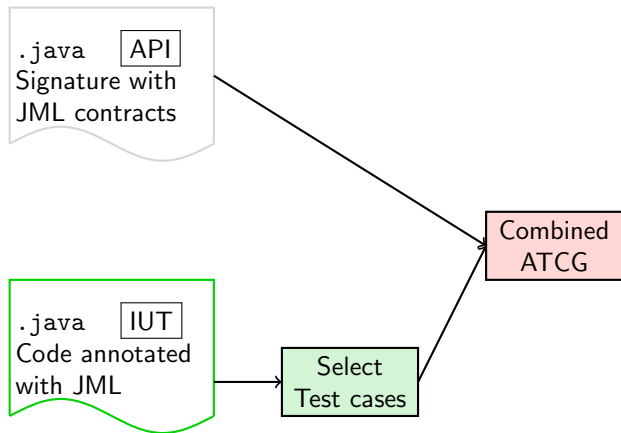 .java API
Signature with
JML contracts
Combined
ATCG
.java IUT
Code annotated
with JML
Select
Test cases